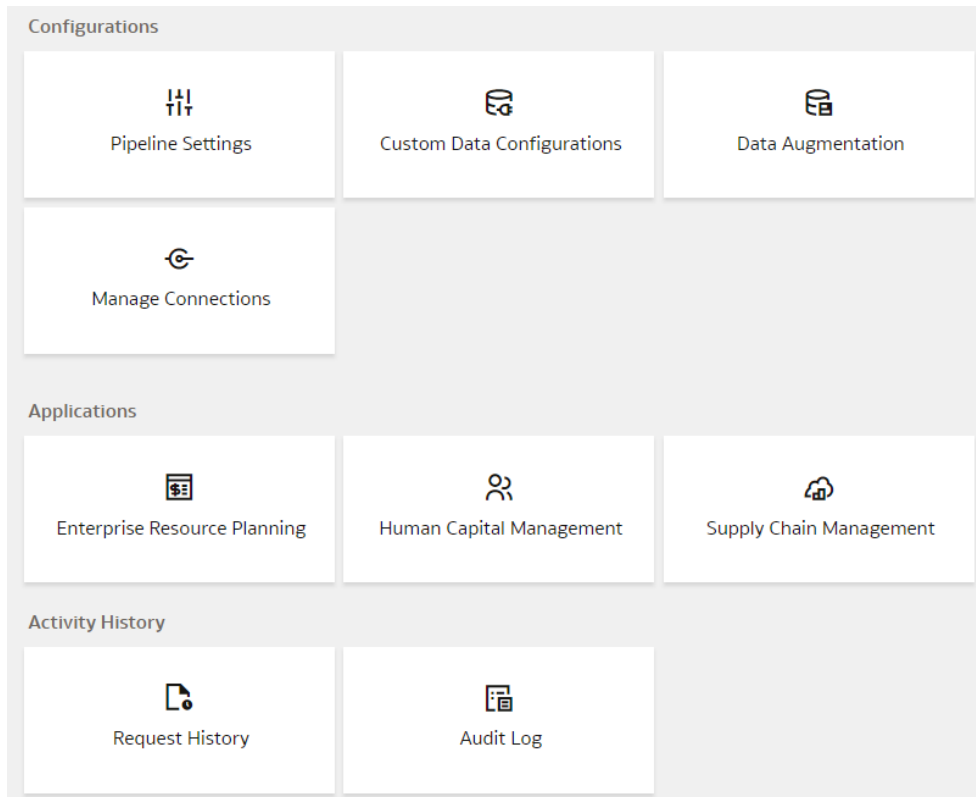 Configurations
Pipeline Settings
Custom Data Configurations
Data Augmentation
Manage Connections
Applications
Enterprise Resource Planning
Human Capital Management
Supply Chain Management
Activity History
Request History
Audit Log